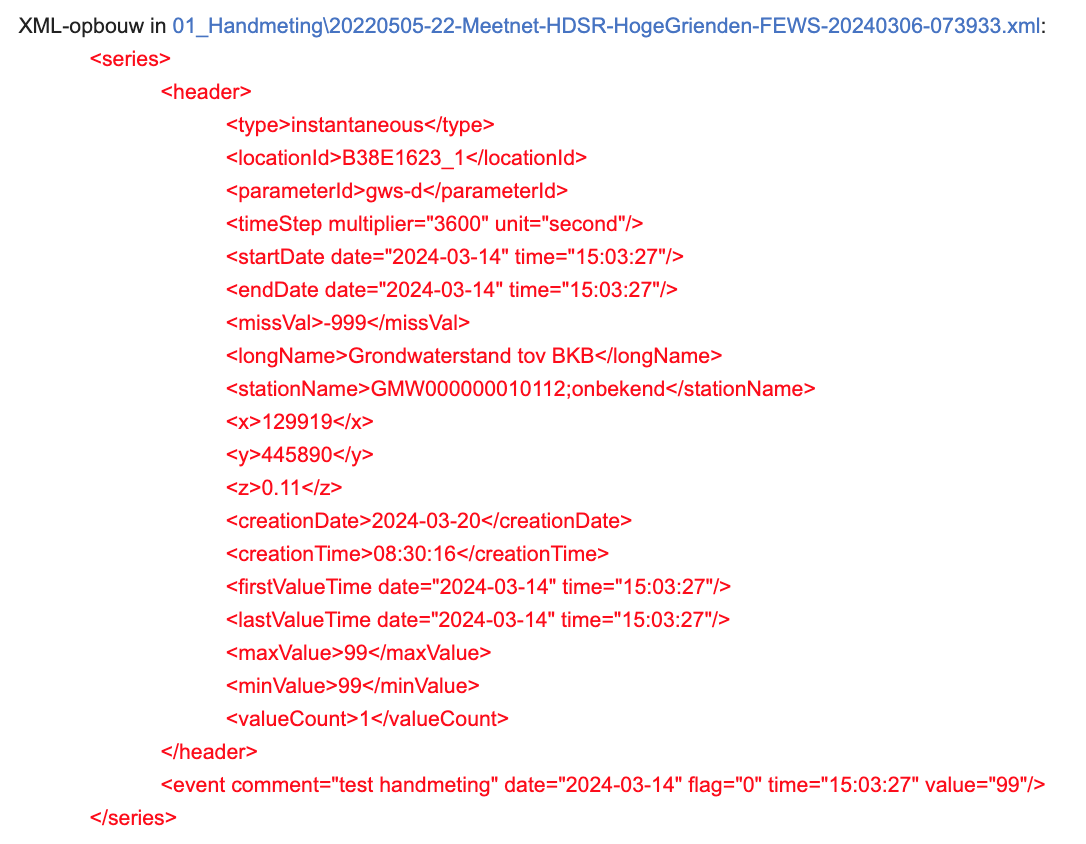 XML-opbouw in 01_Handmeting\20220505-22-Meetnet-HDSR-HogeGrienden-FEWS-20240306-073933.xml:
<series>
<header>
<type>instantaneous</type>
<locationId>B38E1623_1</locationId>
<parameterId>gws-d</parameterId>
<timeStep multiplier="3600" unit="second"/>
<startDate date="2024-03-14" time="15:03:27"/>
<endDate date="2024-03-14" time="15:03:27"/>
<missVal>-999</missVal>
<longName>Grondwaterstand tov BKB</longName>
<stationName>GMW000000010112;onbekend</stationName>
<x>129919</x>
<y>445890</y>
<z>0.11</z>
<creationDate>2024-03-20</creationDate>
<creationTime>08:30:16</creationTime>
<firstValueTime date="2024-03-14" time="15:03:27"/>
<lastValueTime date="2024-03-14" time="15:03:27"/>
<maxValue>99</maxValue>
<minValue>99</minValue>
<valueCount>1</valueCount>
</header>
<event comment="test handmeting" date="2024-03-14" flag="0" time="15:03:27" value="99"/>
</series>